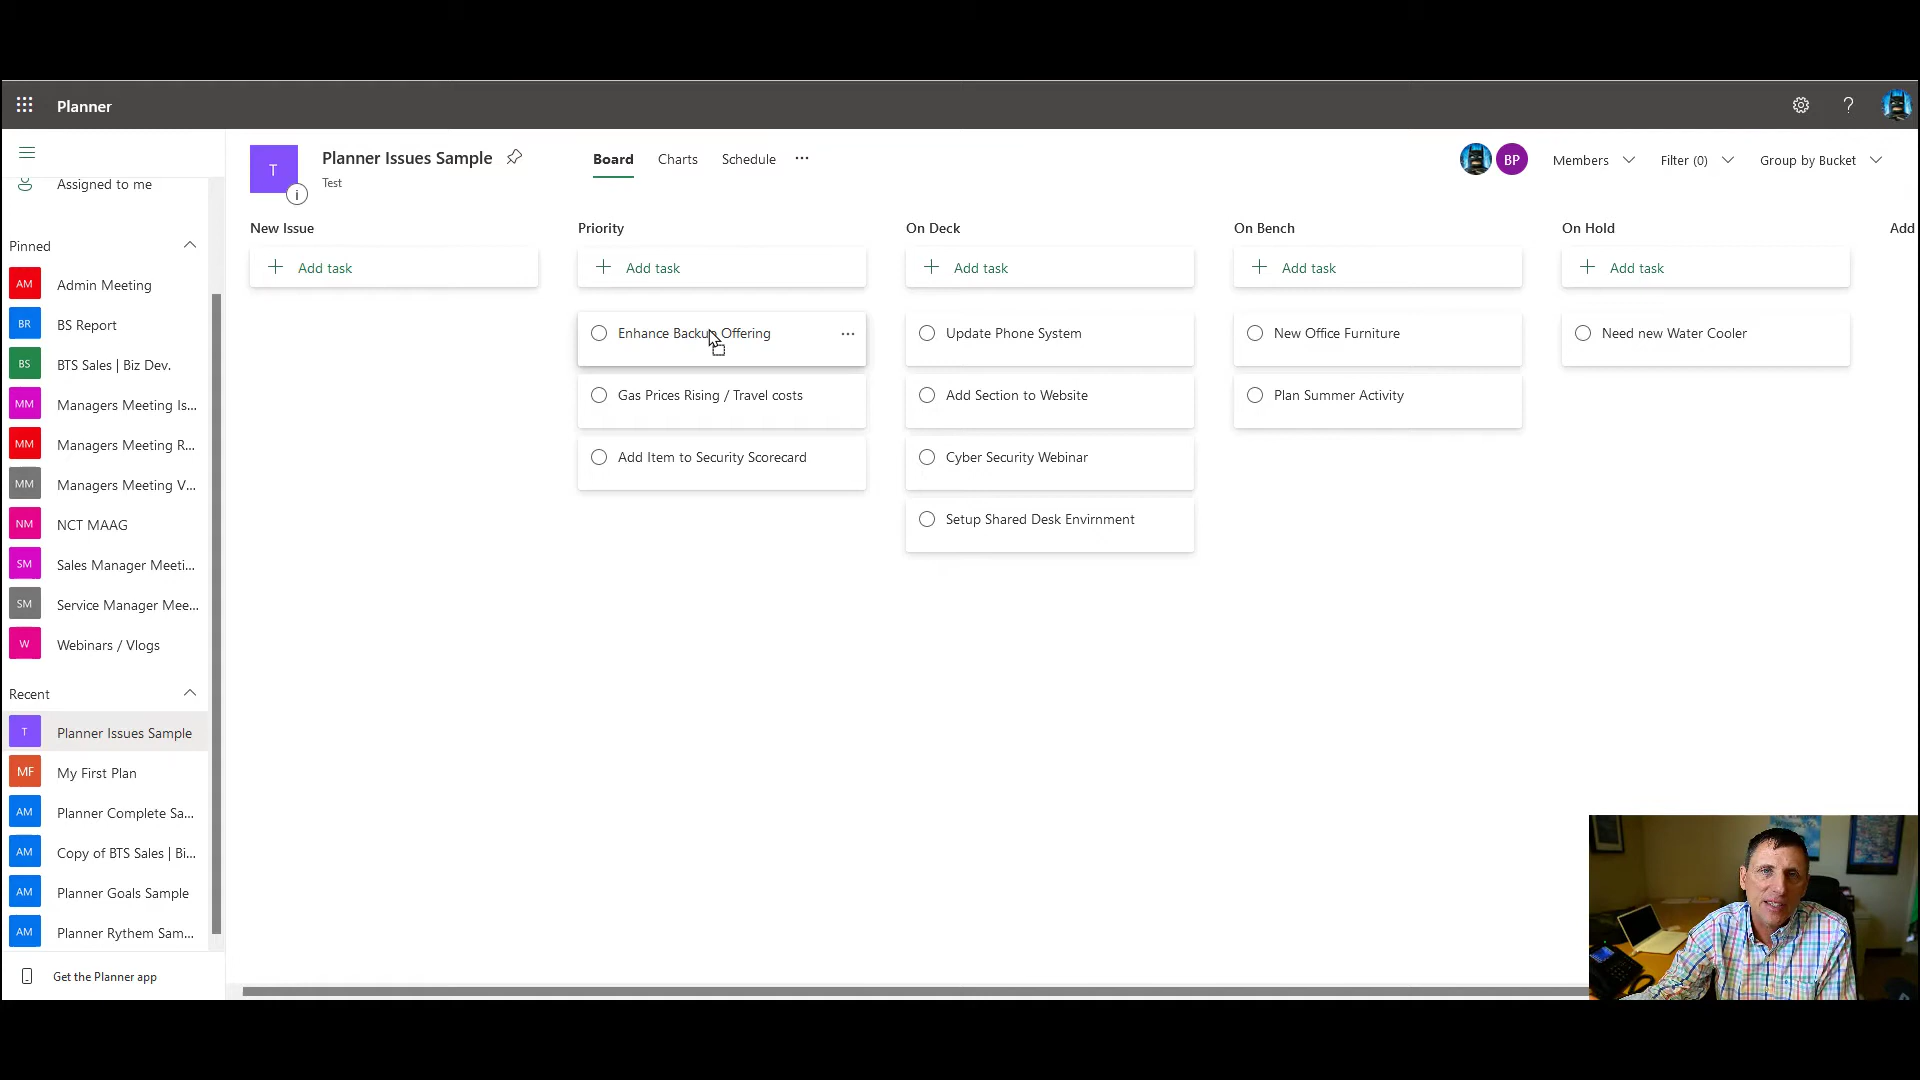 Planner
?
Assigned to me
Pinned
AM Admin Meeting
BR BS Report
BS BTS Sales | Biz Dev.
MM Managers Meeting Is...
MM Managers Meeting R...
MM Managers Meeting V...
NM NCT MAAG
SM Sales Manager Meeti...
SM Service Manager Mee...
W Webinars / Vlogs
Recent
T Planner Issues Sample
MF My First Plan
AM Planner Complete Sa...
AM Copy of BTS Sales | Bi...
AM Planner Goals Sample
AM Planner Rythem Sam...
Get the Planner app
T
i
Planner Issues Sample
Test
Board Charts Schedule ...
BP Members Filter (0) Group by Bucket
New Issue
+ Add task
Priority
+ Add task
Enhance Backup Offering ...
Gas Prices Rising / Travel costs
Add Item to Security Scorecard
On Deck
+ Add task
Update Phone System
Add Section to Website
Cyber Security Webinar
Setup Shared Desk Envirnment
On Bench
+ Add task
New Office Furniture
Plan Summer Activity
On Hold
+ Add task
Need new Water Cooler
Add